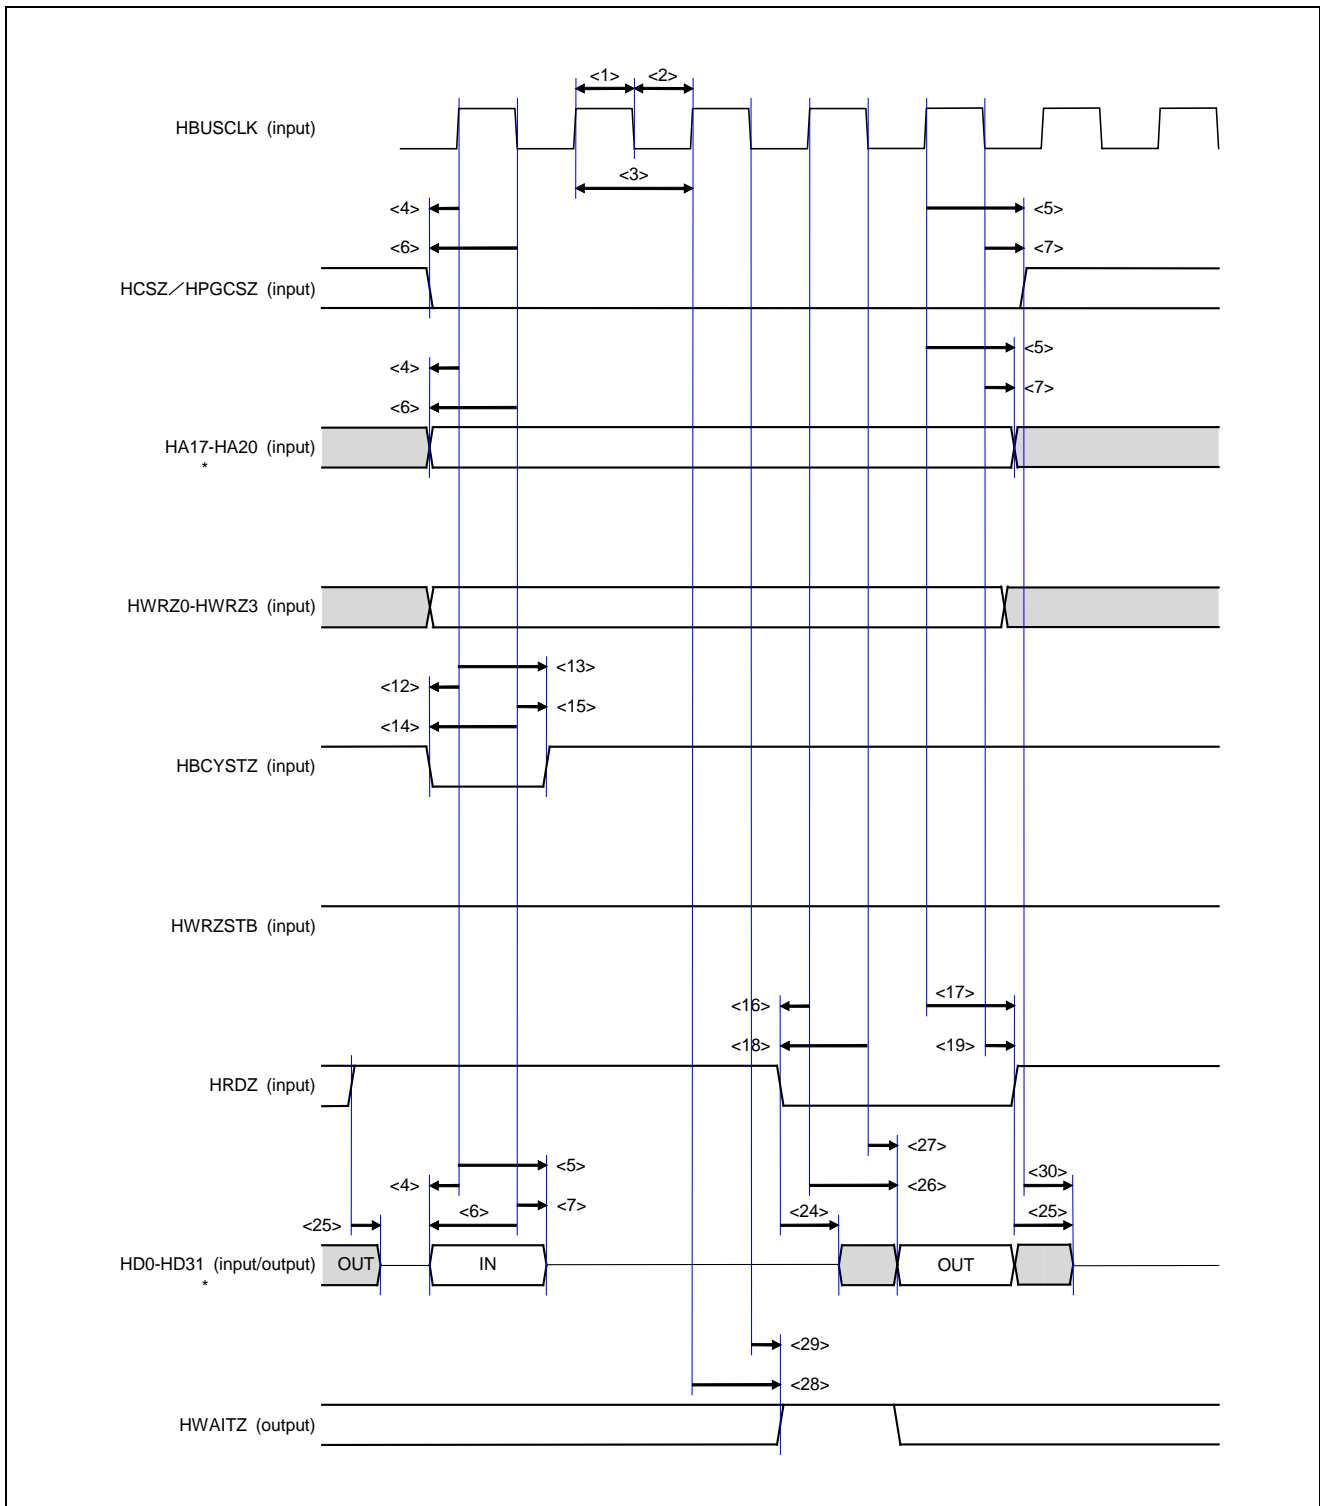 <1> <2>
HBUSCLK (input)
<3>
<4> <5>
<6> <7>
HCSZ／HPGCSZ (input)
<5>
<4>
<7>
<6>
HA17-HA20 (input)
*
HWRZ0-HWRZ3 (input)
<13>
<12>
<15>
<14>
HBCYSTZ (input)
HWRZSTB (input)
<16> <17>
<18> <19>
HRDZ (input)
<27>
<5> <30>
<4> <26>
<7>
<25> <6> <24> <25>
HD0-HD31 (input/output) OUT IN OUT
*
<29>
<28>
HWAITZ (output)